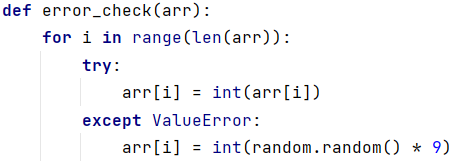 def error_check(arr):
    for i in range(len(arr)):
        try:
            arr[i] = int(arr[i])
        except ValueError:
            arr[i] = int(random.random() * 9)